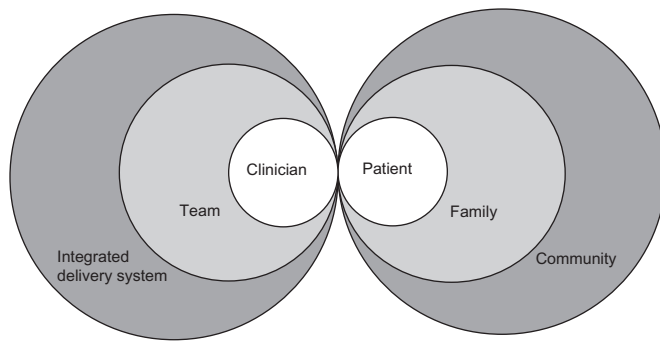 Clinician
Patient
Team
Family
Integrated
delivery system
Community